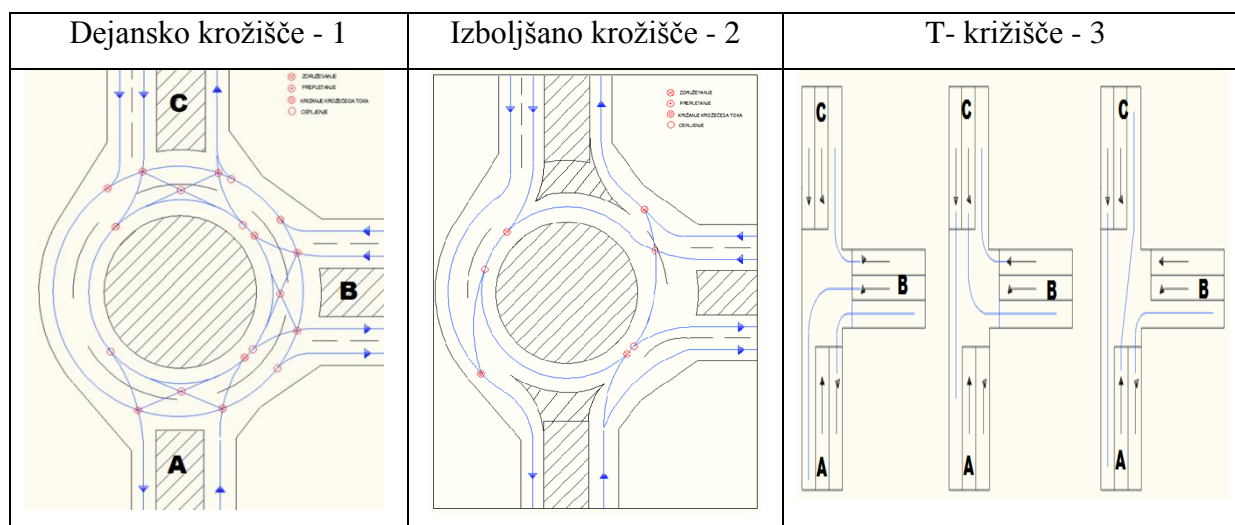 Dejansko krožišče - 1
Izboljšano krožišče - 2
T- križišče - 3
ZDRUŽEVANJE
PREPLETANJE
KRIŽANJE KROŽEČEGA TOKA
CEPLJENJE
C
B
A
ZDRUŽEVANJE
PREPLETANJE
KRIŽANJE KROŽEČEGA TOKA
CEPLJENJE
C
B
A
C
B
A
C
B
A